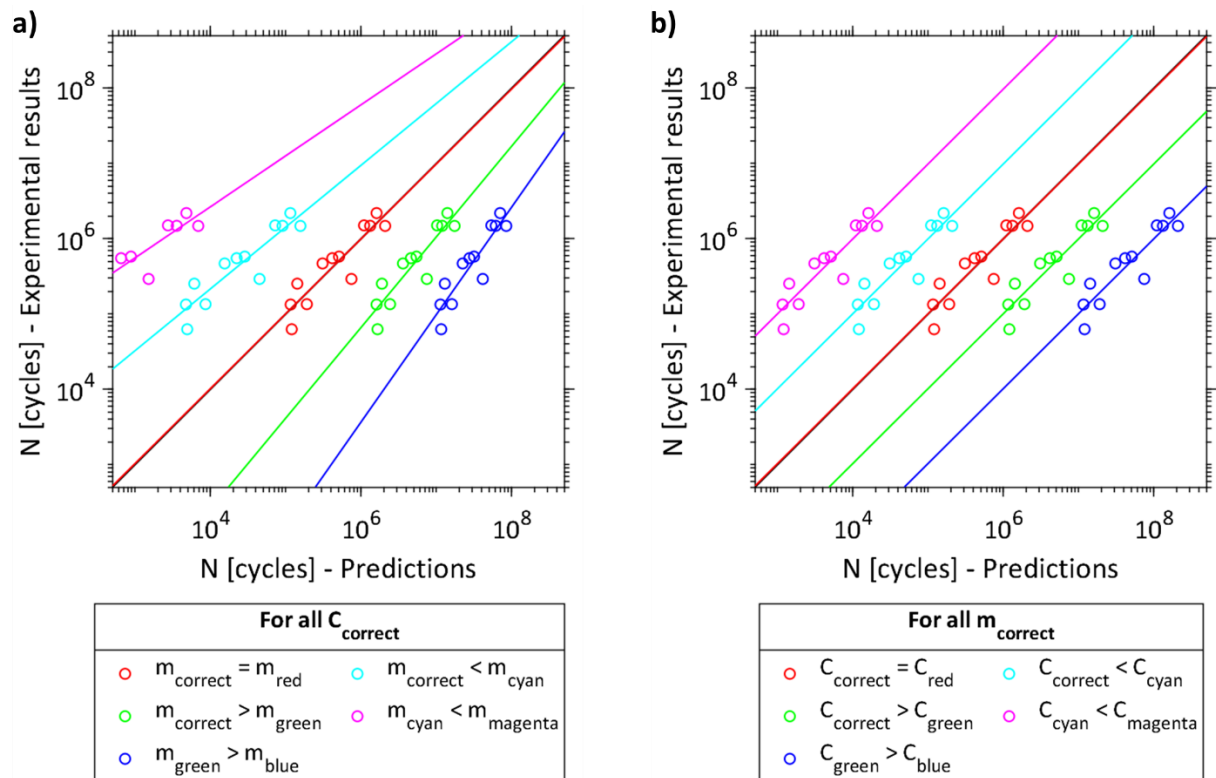 a)
N [cycles] - Experimental results
10^8
10^6
10^4
10^4 10^6 10^8
N [cycles] - Predictions
For all C_correct
m_correct = m_red
m_correct < m_cyan
m_correct > m_green
m_cyan < m_magenta
m_green > m_blue
b)
N [cycles] - Experimental results
10^8
10^6
10^4
10^4 10^6 10^8
N [cycles] - Predictions
For all m_correct
C_correct = C_red
C_correct < C_cyan
C_correct > C_green
C_cyan < C_magenta
C_green > C_blue